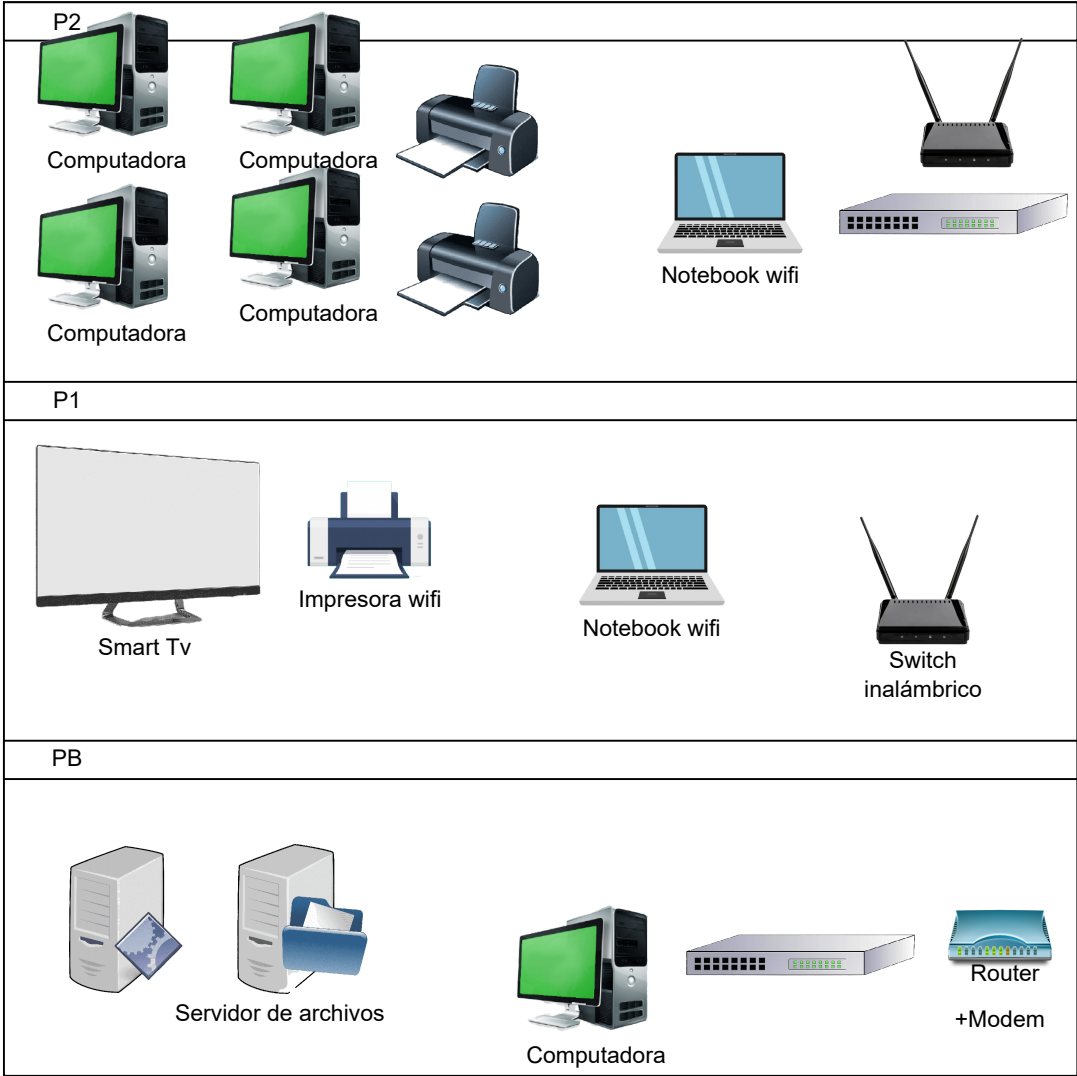 P2
Computadora
Computadora
Computadora
Computadora
Notebook wifi
P1
Smart Tv
Impresora wifi
Notebook wifi
Switch
inalámbrico
PB
Servidor de archivos
Computadora
Router
+Modem